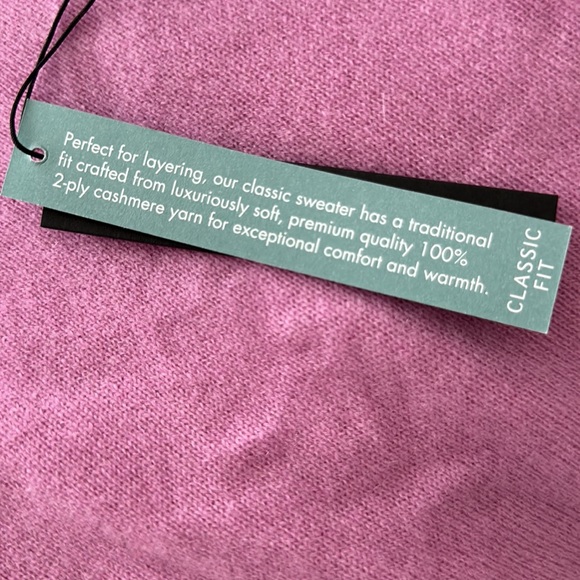 Perfect for layering, our classic sweater has a traditional
fit crafted from luxuriously soft, premium quality 100%
2-ply cashmere yarn for exceptional comfort and warmth.
CLASSIC
FIT